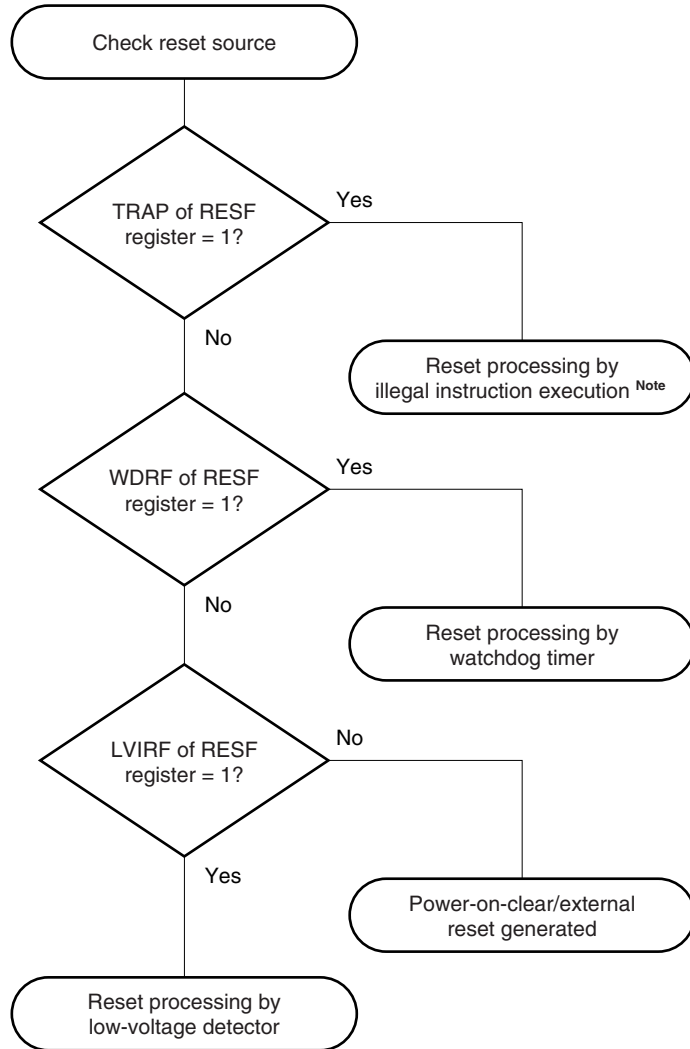 Check reset source
TRAP of RESF
register = 1?
Yes
No
Reset processing by
illegal instruction execution Note
WDRF of RESF
register = 1?
Yes
No
Reset processing by
watchdog timer
LVIRF of RESF
register = 1?
No
Yes
Power-on-clear/external
reset generated
Reset processing by
low-voltage detector